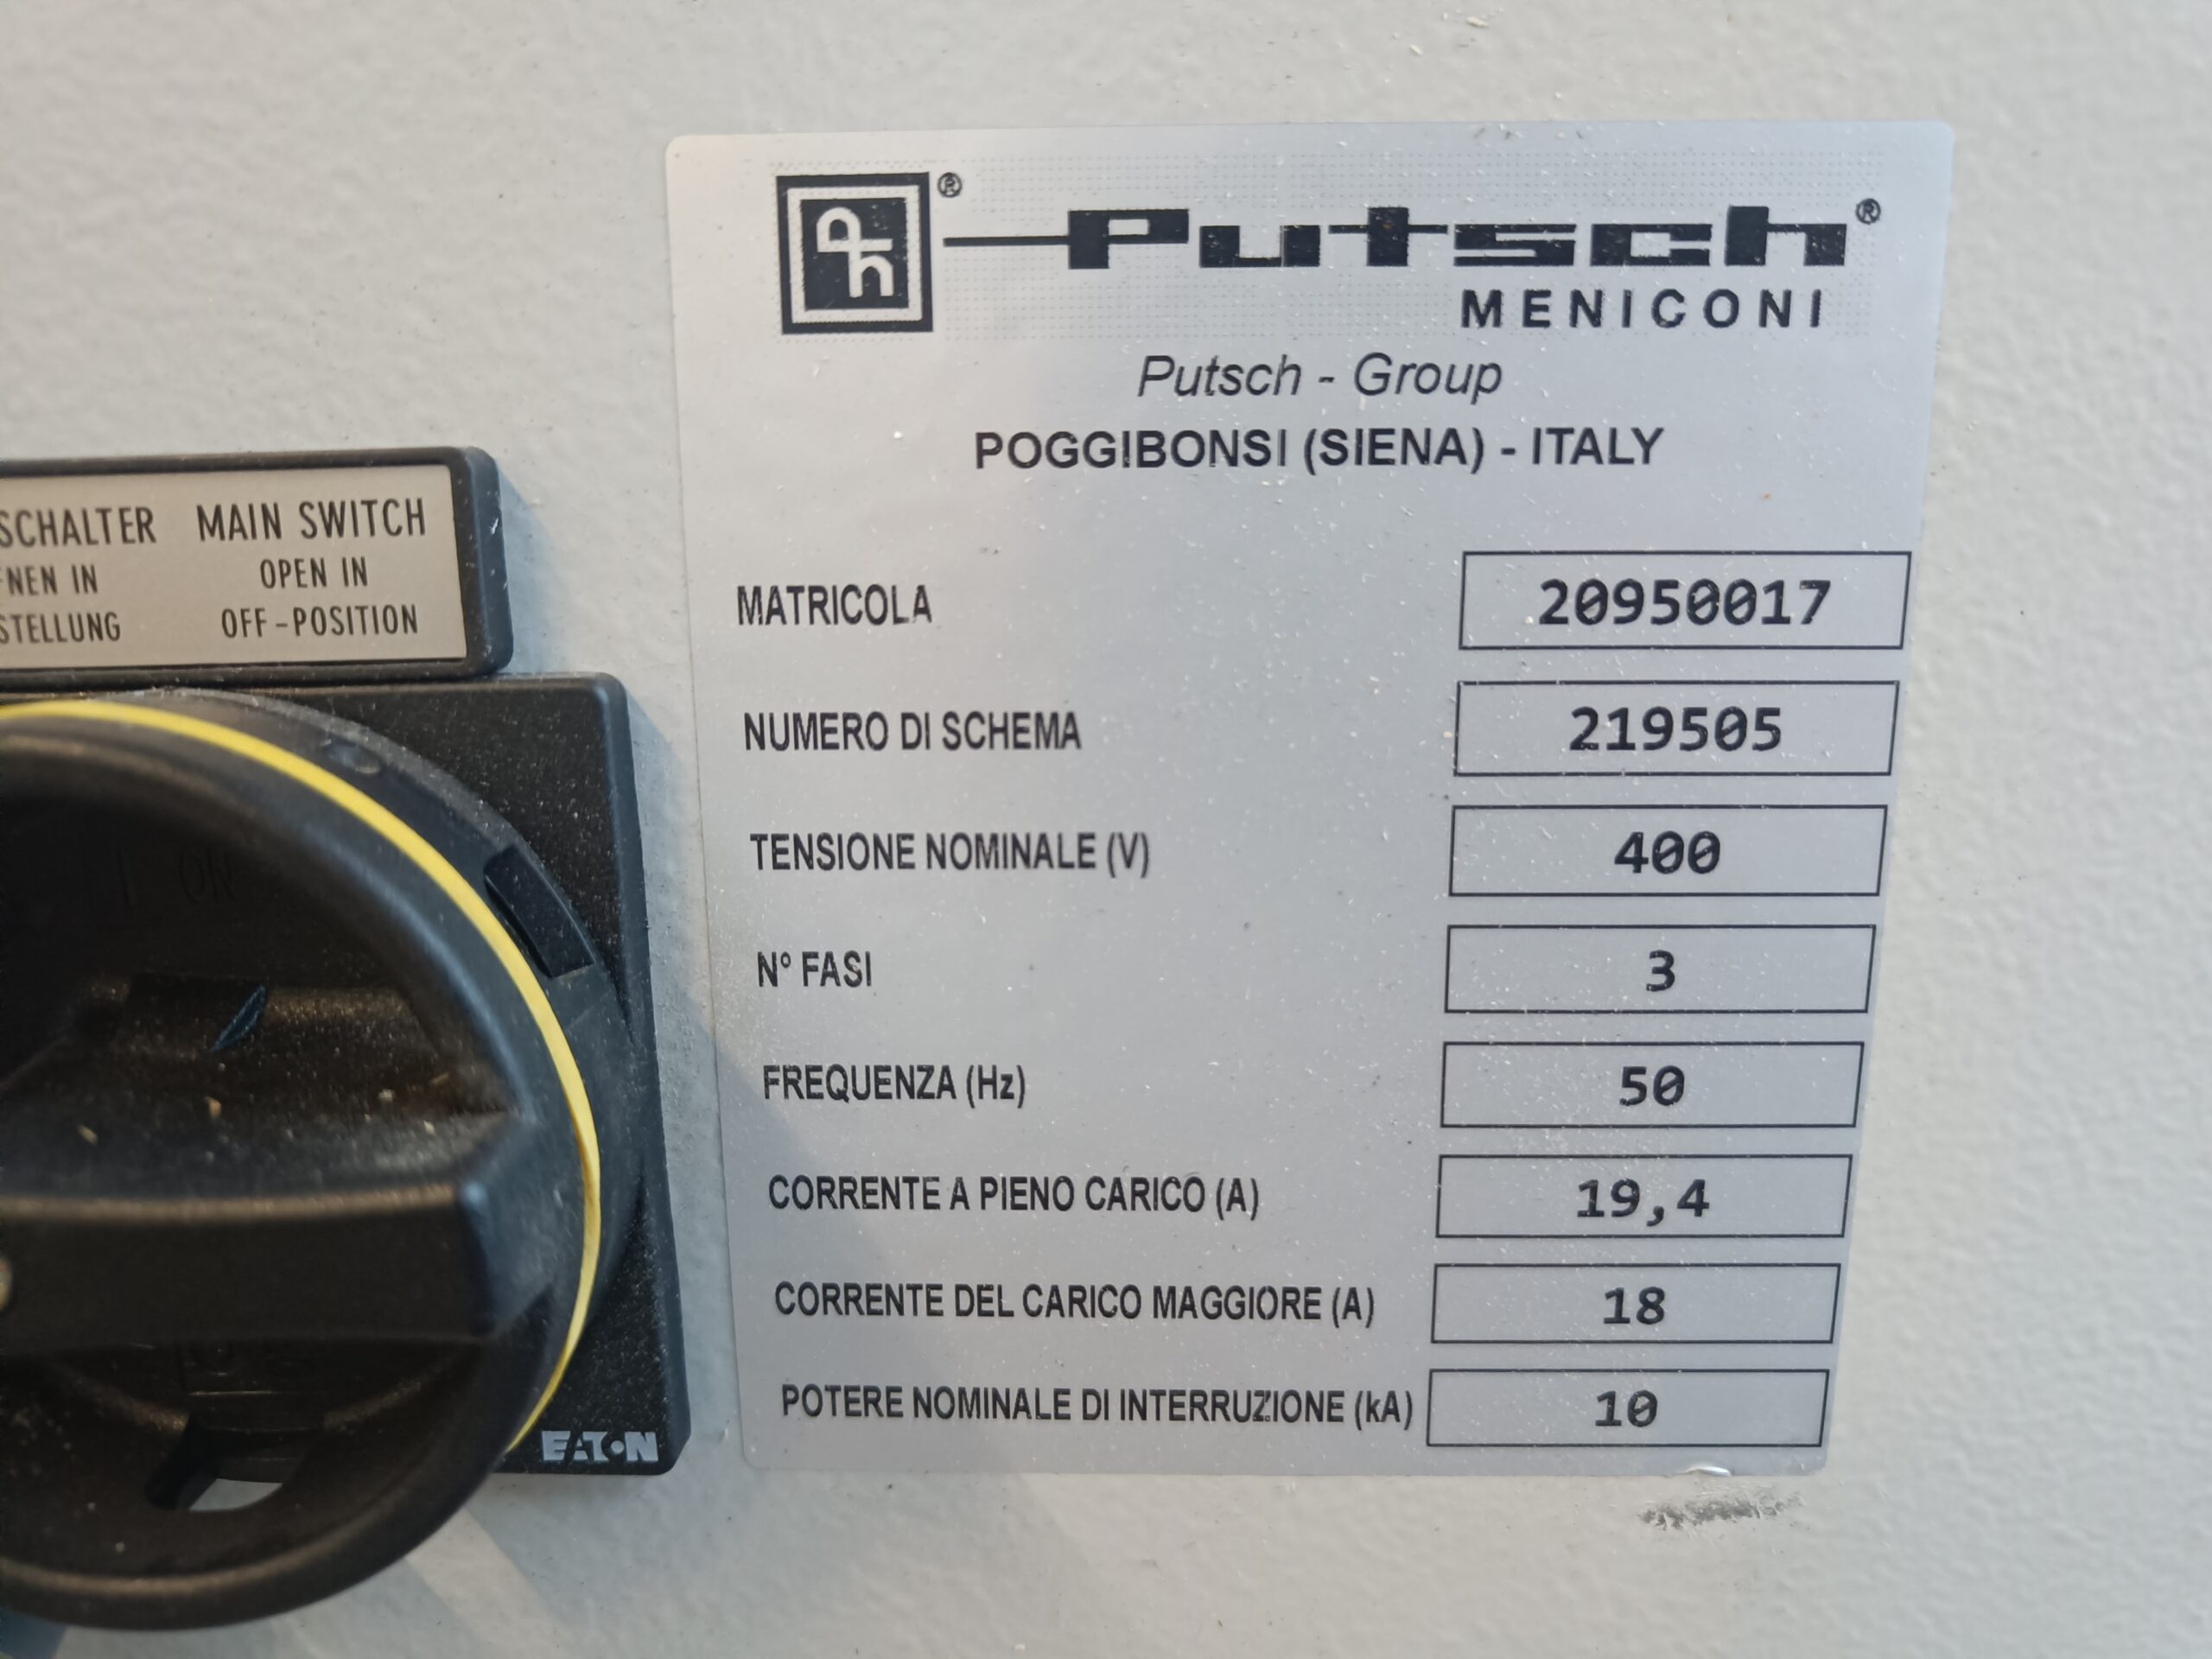 Putsch®
MENICONI
Putsch - Group
POGGIBONSI (SIENA) - ITALY
MATRICOLA 20950017
NUMERO DI SCHEMA 219505
TENSIONE NOMINALE (V) 400
N° FASI 3
FREQUENZA (Hz) 50
CORRENTE A PIENO CARICO (A) 19,4
CORRENTE DEL CARICO MAGGIORE (A) 18
POTERE NOMINALE DI INTERRUZIONE (kA) 10
SCHALTER MAIN SWITCH
NEN IN OPEN IN
STELLUNG OFF-POSITION
I ON
EATON